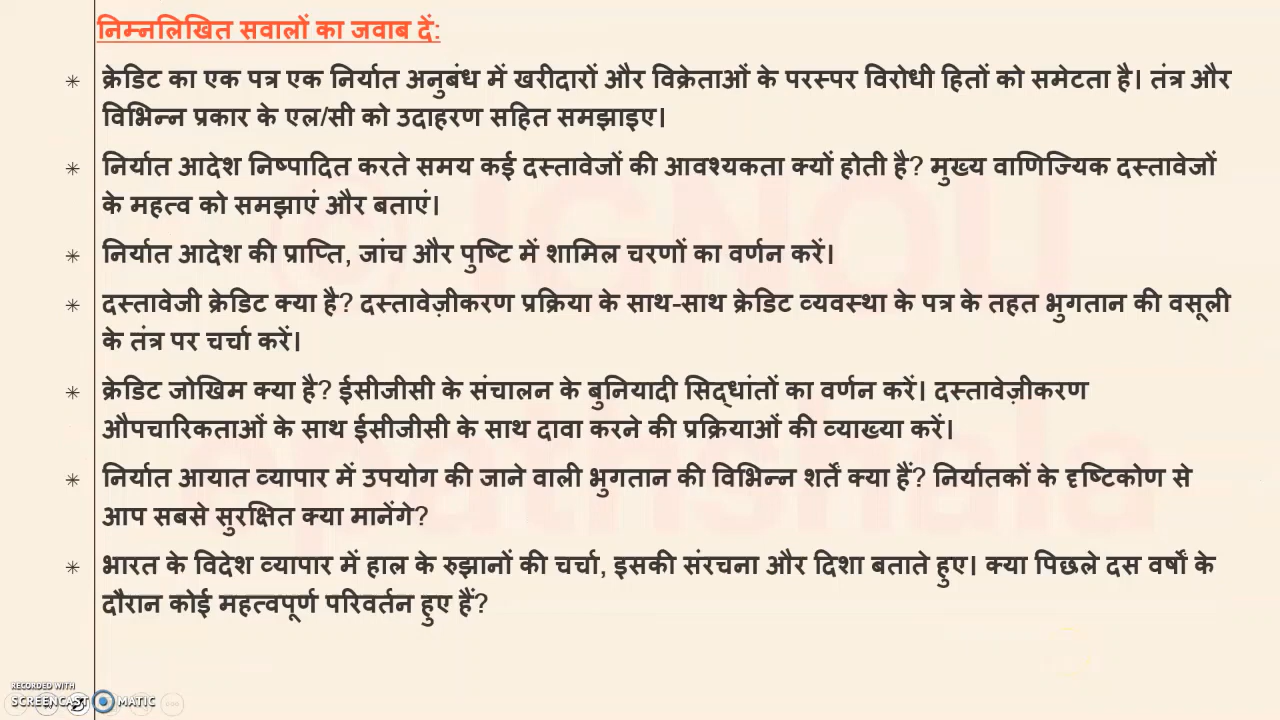 निम्नलिखित सवालों का जवाब दें:
क्रेडिट का एक पत्र एक निर्यात अनुबंध में खरीदारों और विक्रेताओं के परस्पर विरोधी हितों को समेटता है। तंत्र और
विभिन्न प्रकार के एल/सी को उदाहरण सहित समझाइए।
निर्यात आदेश निष्पादित करते समय कई दस्तावेजों की आवश्यकता क्यों होती है? मुख्य वाणिज्यिक दस्तावेजों
के महत्व को समझाएं और बताएं।
निर्यात आदेश की प्राप्ति, जांच और पुष्टि में शामिल चरणों का वर्णन करें।
दस्तावेजी क्रेडिट क्या है? दस्तावेज़ीकरण प्रक्रिया के साथ-साथ क्रेडिट व्यवस्था के पत्र के तहत भुगतान की वसूली
के तंत्र पर चर्चा करें।
क्रेडिट जोखिम क्या है? ईसीजीसी के संचालन के बुनियादी सिद्धांतों का वर्णन करें। दस्तावेज़ीकरण
औपचारिकताओं के साथ ईसीजीसी के साथ दावा करने की प्रक्रियाओं की व्याख्या करें।
निर्यात आयात व्यापार में उपयोग की जाने वाली भुगतान की विभिन्न शर्तें क्या हैं? निर्यातकों के दृष्टिकोण से
आप सबसे सुरक्षित क्या मानेंगे?
भारत के विदेश व्यापार में हाल के रुझानों की चर्चा, इसकी संरचना और दिशा बताते हुए। क्या पिछले दस वर्षों के
दौरान कोई महत्वपूर्ण परिवर्तन हुए हैं?
© IGNOU
pathshala
RECORDED WITH
SCREENCAST MATIC